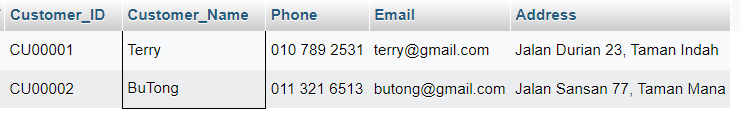 Customer_ID Customer_Name Phone Email Address
CU00001 Terry 010 789 2531 terry@gmail.com Jalan Durian 23, Taman Indah
CU00002 BuTong 011 321 6513 butong@gmail.com Jalan Sansan 77, Taman Mana